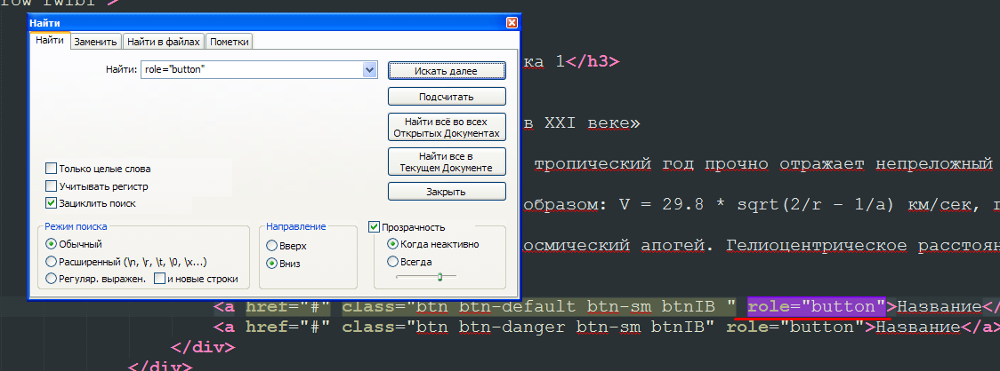 row rwibi">
Найти
Найти Заменить Найти в файлах Пометки
Найти: role="button"
Искать далее
Подсчитать
Найти всё во всех
Открытых Документах
Найти все в
Текущем Документе
Закрыть
Только целые слова
Учитывать регистр
Зациклить поиск
Режим поиска
Обычный
Расширенный (\n, \r, \t, \0, \x...)
Регуляр. выражен. и новые строки
Направление
Вверх
Вниз
Прозрачность
Когда неактивно
Всегда
ка 1</h3>
в XXI веке»
тропический год прочно отражает непреложный
образом: V = 29.8 * sqrt(2/r – 1/a) км/сек,
осмический апогей. Гелиоцентрическое расстоян
<a href="#" class="btn btn-default btn-sm btnIB " role="button">Название</
<a href="#" class="btn btn-danger btn-sm btnIB" role="button">Название</a>
</div>
</div>